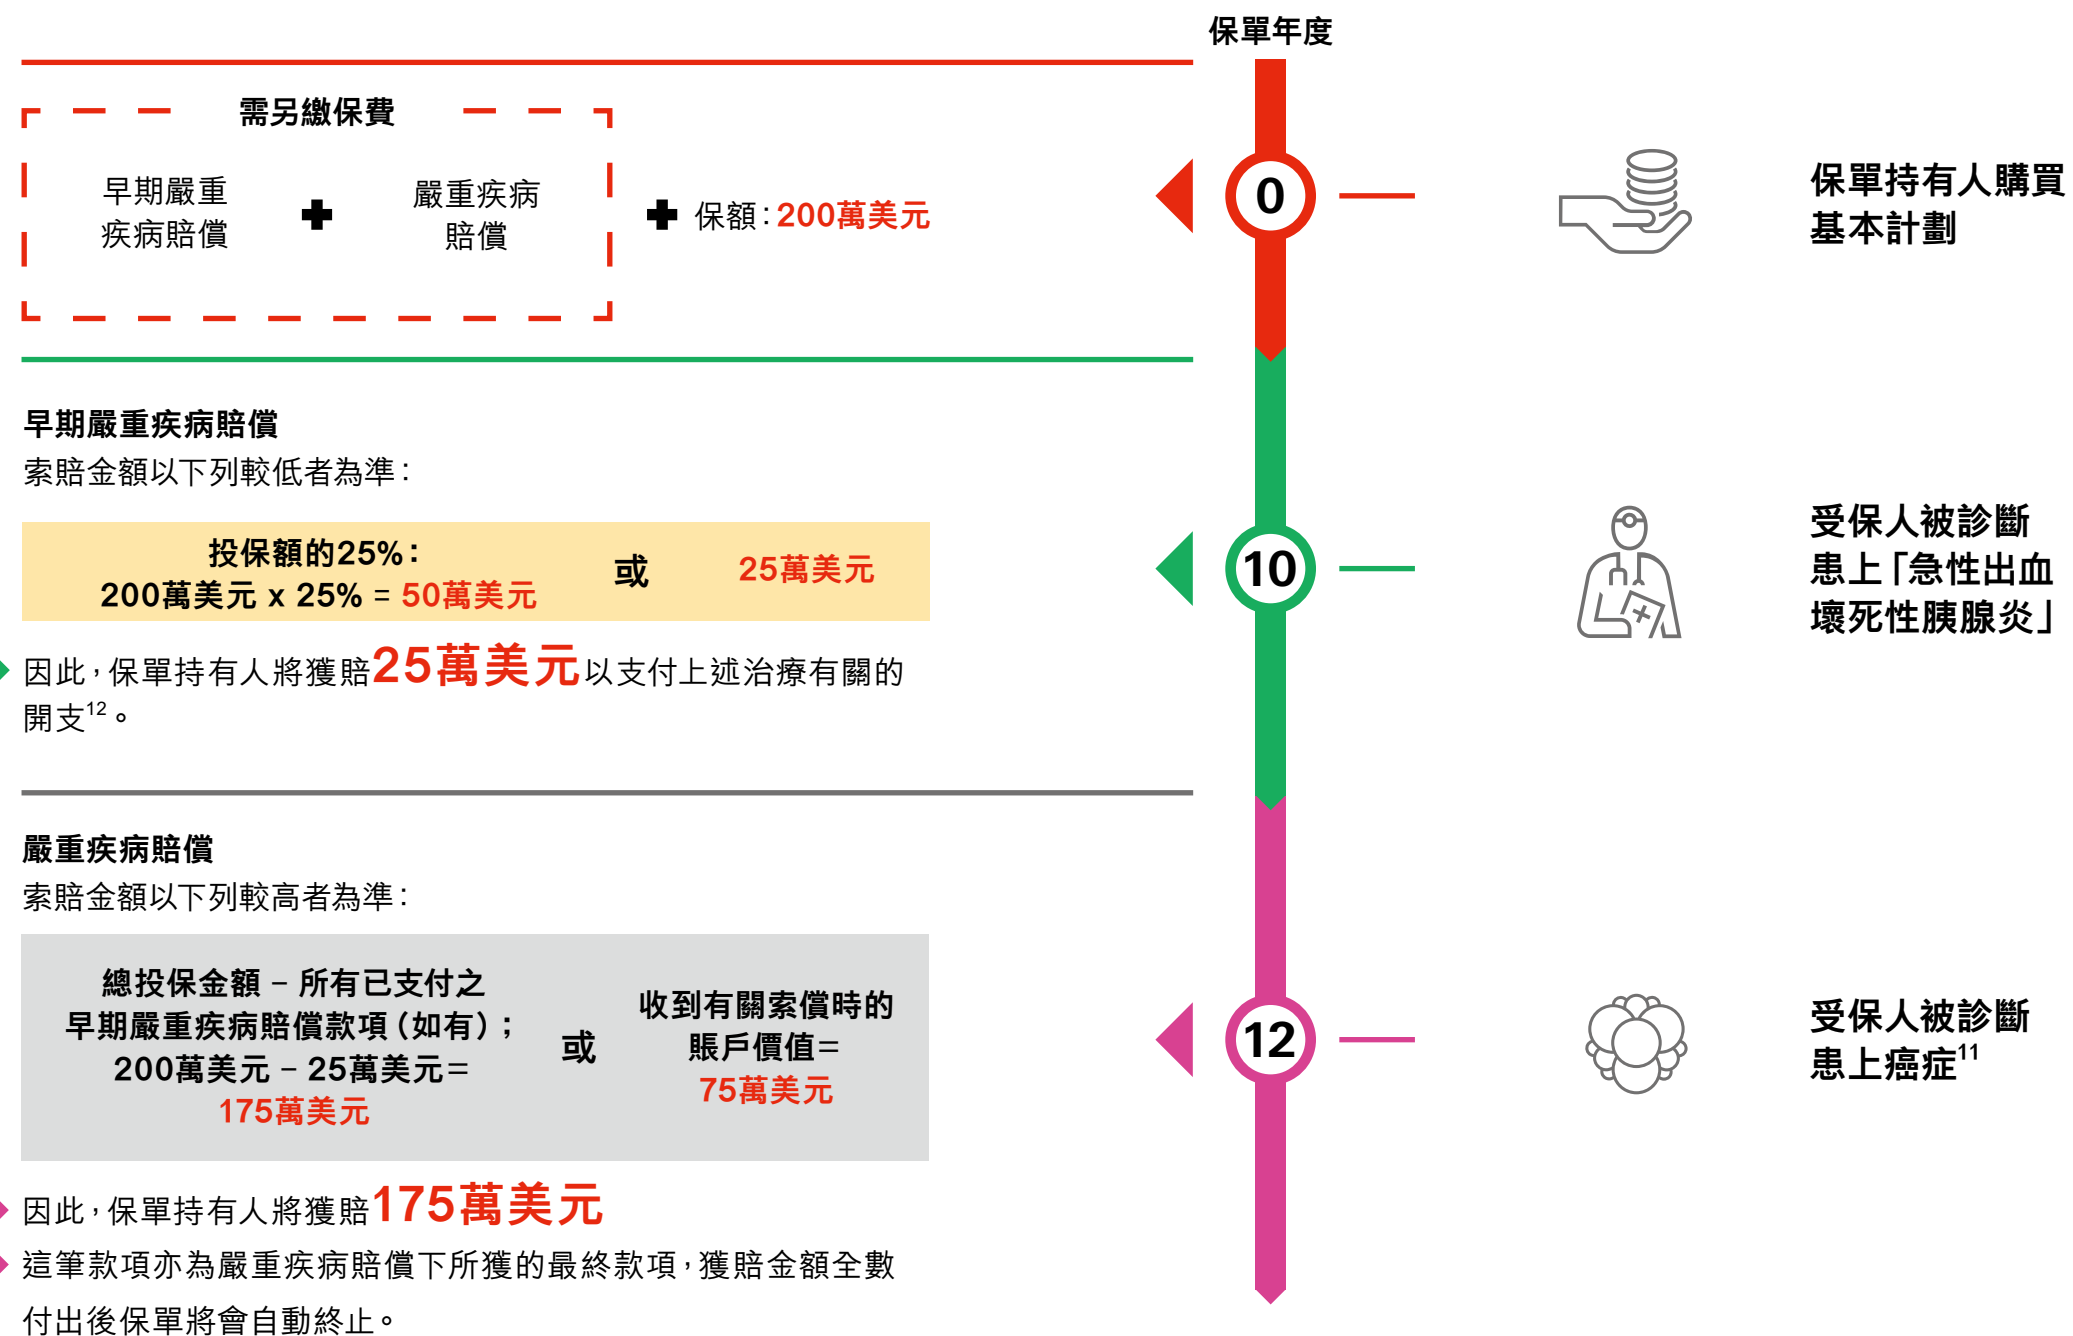 保單年度
需另繳保費
早期嚴重
疾病賠償
嚴重疾病
賠償
保額：200萬美元
0
保單持有人購買
基本計劃
早期嚴重疾病賠償
索賠金額以下列較低者為準：
投保額的25%：
200萬美元 x 25% = 50萬美元
或
25萬美元
因此，保單持有人將獲賠25萬美元以支付上述治療有關的
開支12。
10
受保人被診斷
患上「急性出血
壞死性胰腺炎」
嚴重疾病賠償
索賠金額以下列較高者為準：
總投保金額 – 所有已支付之
早期嚴重疾病賠償款項（如有）；
200萬美元 – 25萬美元=
175萬美元
或
收到有關索償時的
賬戶價值=
75萬美元
因此，保單持有人將獲賠175萬美元
這筆款項亦為嚴重疾病賠償下所獲的最終款項，獲賠金額全數
付出後保單將會自動終止。
12
受保人被診斷
患上癌症11